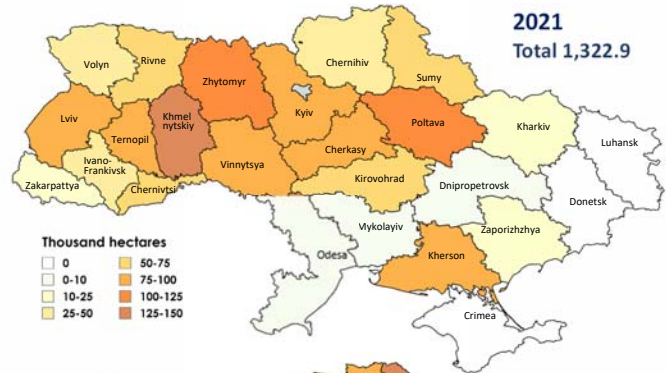 2021
Total 1,322.9
Volyn
Rivne
Zhytomyr
Chernihiv
Sumy
Kyiv
Lviv
Ternopil
Khmel
nytskiy
Poltava
Kharkiv
Luhansk
Ivano-
Frankivsk
Vinnytsya
Cherkasy
Zakarpattya
Chernivtsi
Kirovohrad
Dnipropetrovsk
Donetsk
Mykolayiv
Zaporizhzhya
Odesa
Kherson
Crimea
Thousand hectares
0
0-10
10-25
25-50
50-75
75-100
100-125
125-150